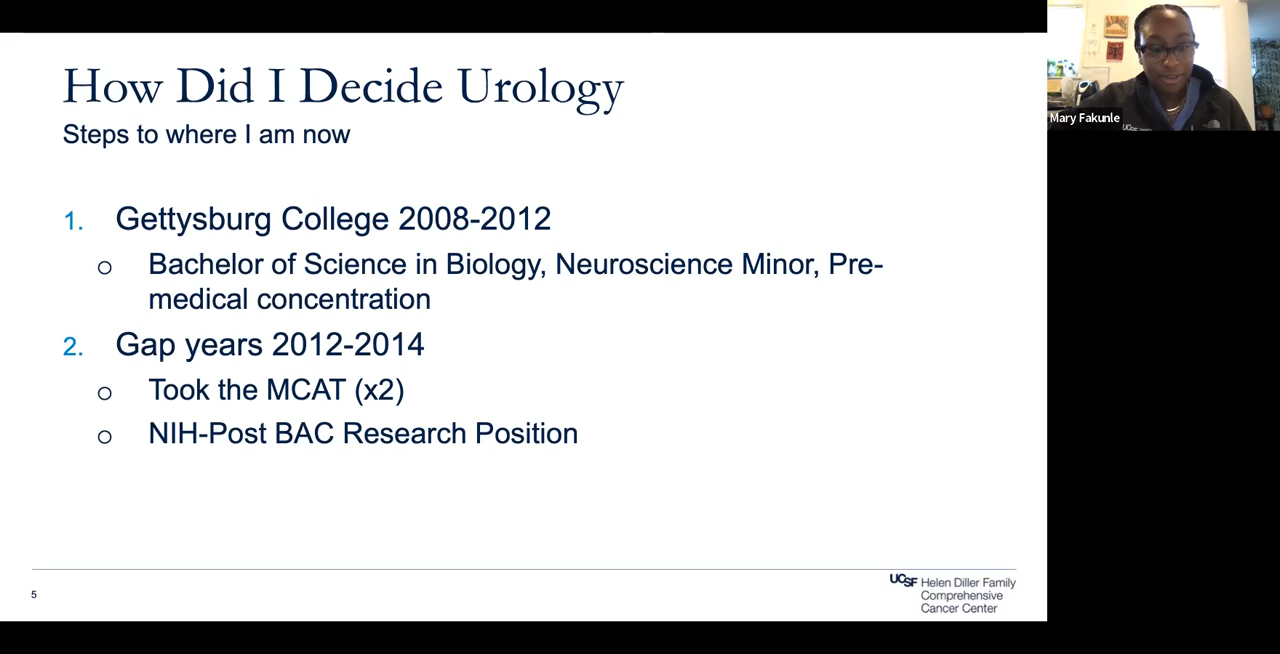 How Did I Decide Urology
Steps to where I am now
1. Gettysburg College 2008-2012
o Bachelor of Science in Biology, Neuroscience Minor, Pre-
medical concentration
2. Gap years 2012-2014
o Took the MCAT (x2)
o NIH-Post BAC Research Position
5
UCSF Helen Diller Family
Comprehensive
Cancer Center
Mary Fakunle
UCSF